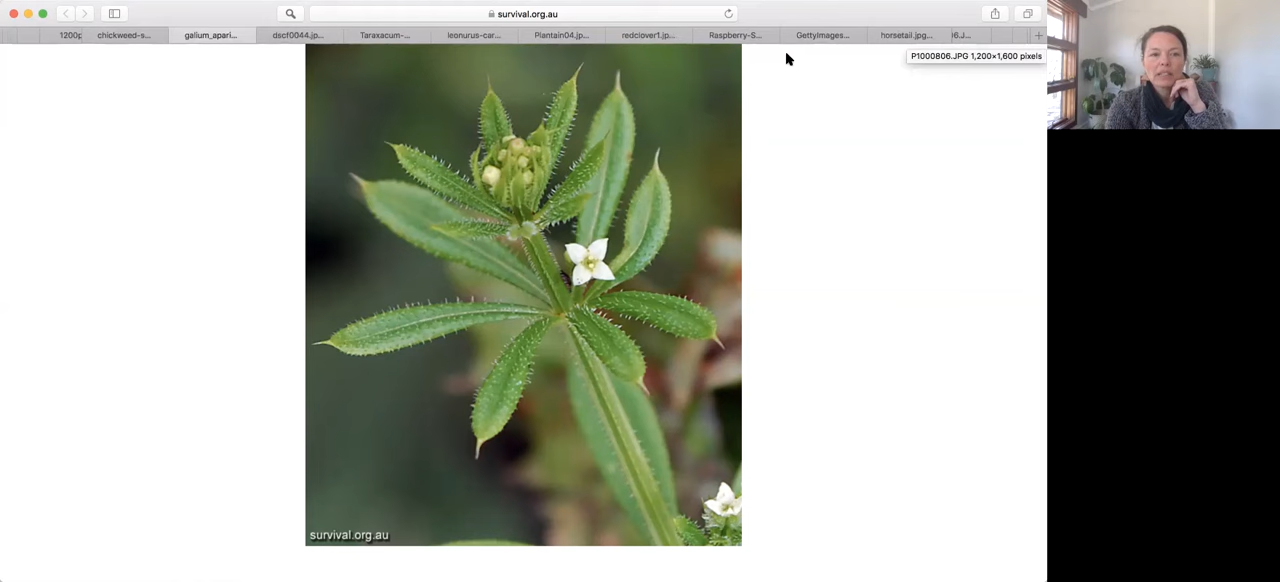 survival.org.au
1200p
chickweed-s...
galium_apari...
dscf0044.jp...
Taraxacum-...
leonurus-car...
Plantain04.jp...
redclover1.jp...
Raspberry-S...
GettyImages...
horsetail.jpg...
i6.J...
P1000806.JPG 1,200×1,600 pixels
survival.org.au